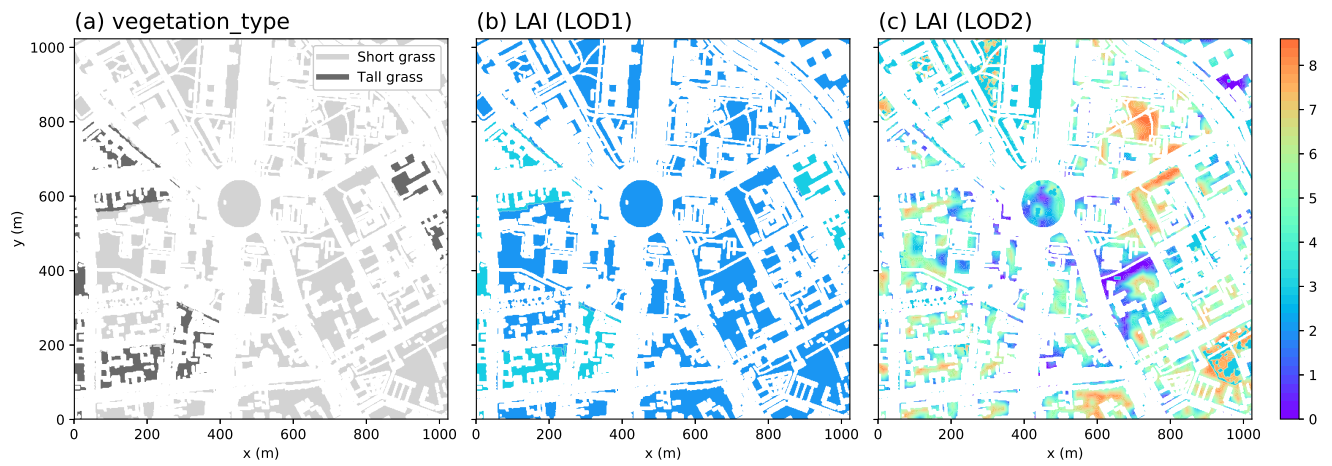 (a) vegetation_type
(b) LAI (LOD1)
(c) LAI (LOD2)
Short grass
Tall grass
y (m)
1000
800
600
400
200
0
0 200 400 600 800 1000
x (m)
0 200 400 600 800 1000
x (m)
0 200 400 600 800 1000
x (m)
8
7
6
5
4
3
2
1
0